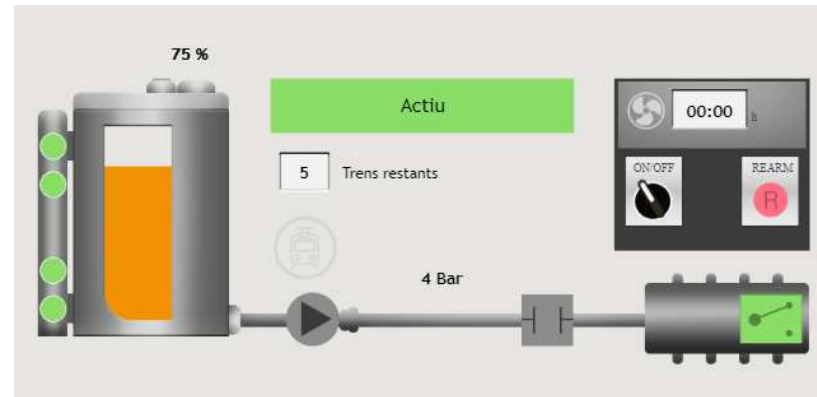 75 %
Actiu
00:00 h
5 Trens restants
ON/OFF
REARM
R
4 Bar